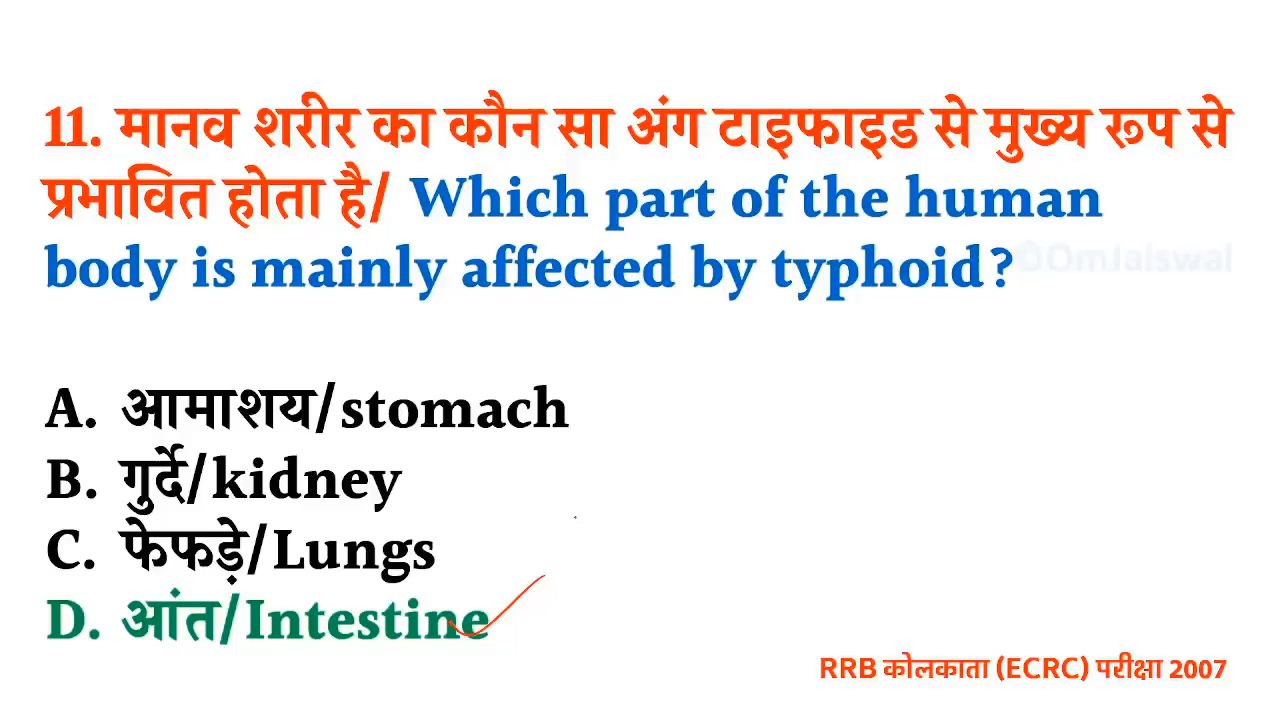 11. मानव शरीर का कौन सा अंग टाइफाइड से मुख्य रूप से
प्रभावित होता है/ Which part of the human
body is mainly affected by typhoid?
OmJaiswal
A. आमाशय/stomach
B. गुर्दे/kidney
C. फेफड़े/Lungs
D. आंत/Intestine
RRB कोलकाता (ECRC) परीक्षा 2007